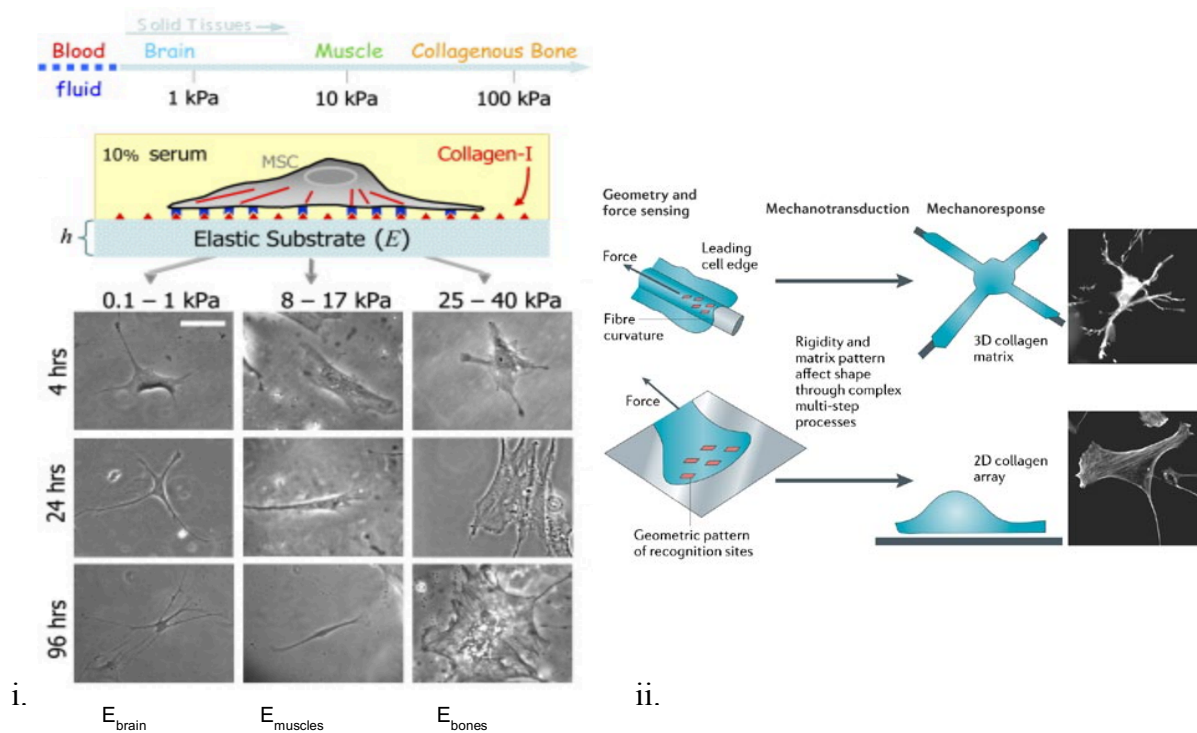 Solid Tissues →
Blood Brain Muscle Collagenous Bone
fluid
1 kPa 10 kPa 100 kPa
10% serum MSC Collagen-I
h Elastic Substrate (E)
0.1 – 1 kPa 8 – 17 kPa 25 – 40 kPa
4 hrs
24 hrs
96 hrs
i.
E brain E muscles E bones
Geometry and
force sensing
Mechanotransduction
Mechanoresponse
Force
Leading
cell edge
Fibre
curvature
3D collagen
matrix
Rigidity and
matrix pattern
affect shape
through complex
multi-step
processes
Force
2D collagen
array
Geometric pattern
of recognition sites
ii.